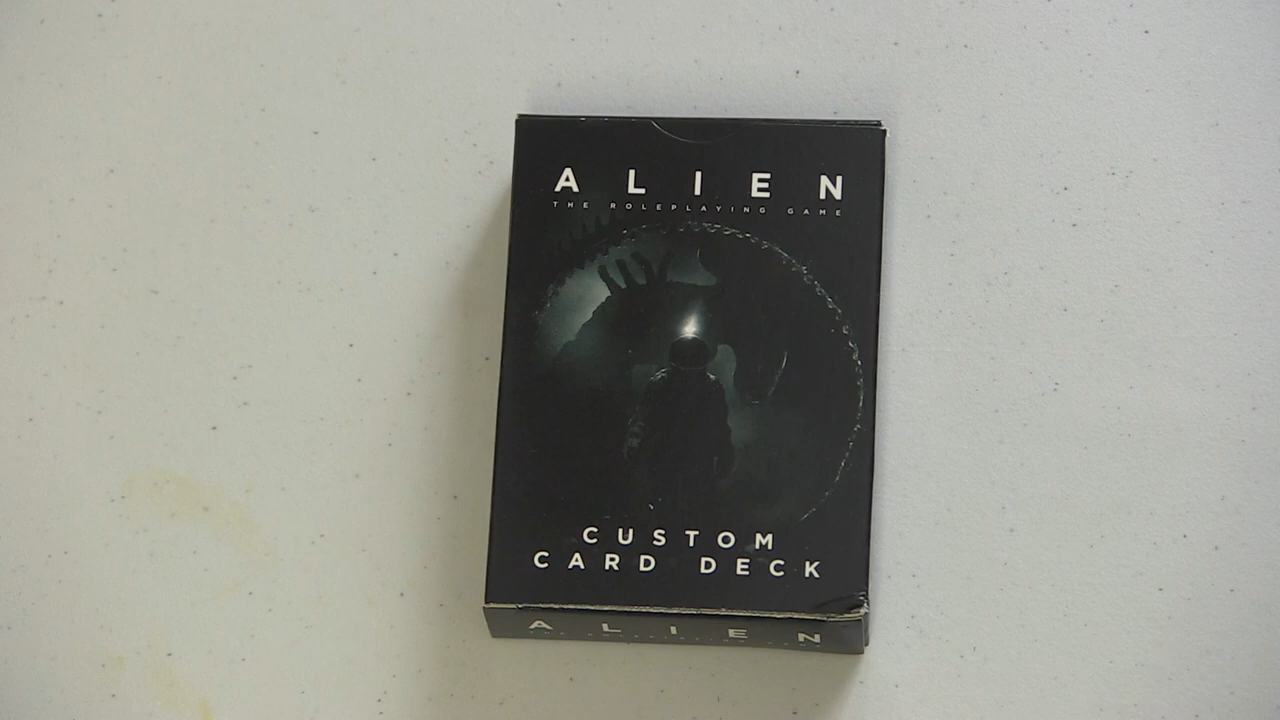 ALIEN
THE ROLEPLAYING GAME
CUSTOM
CARD DECK
ALIEN